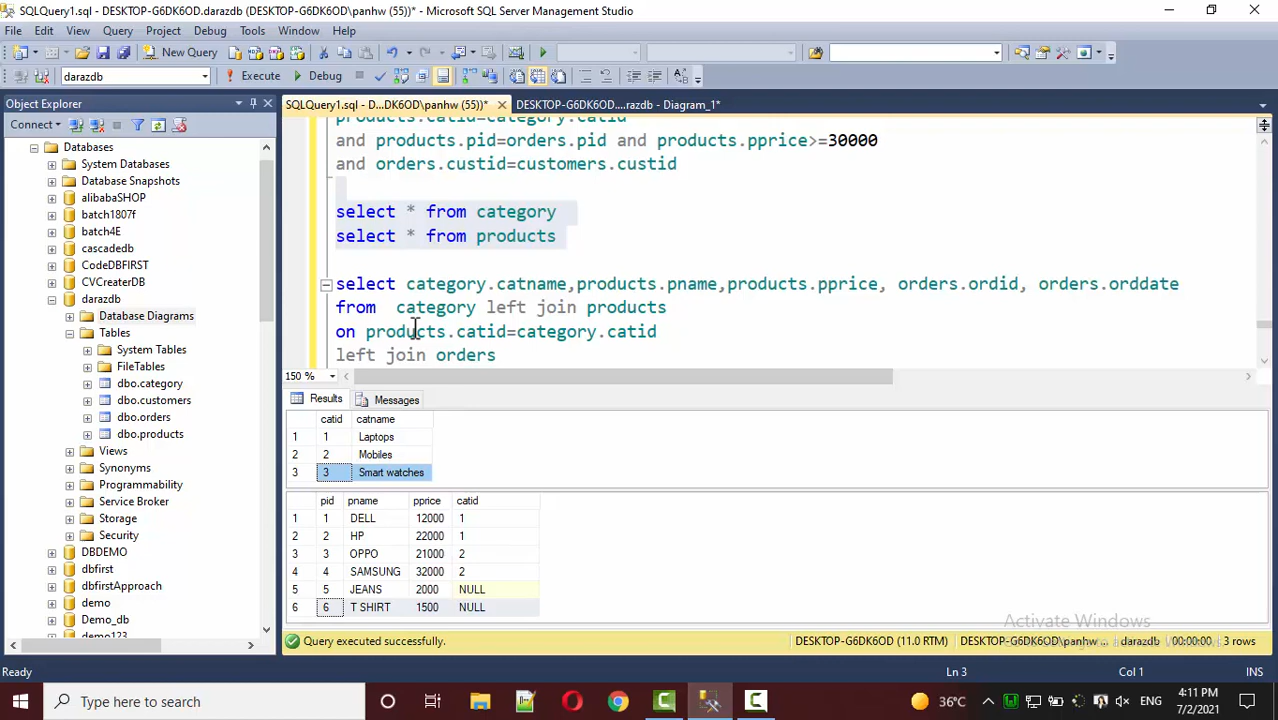 SQLQuery1.sql - DESKTOP-G6DK6OD.darazdb (DESKTOP-G6DK6OD\panhw (55))* - Microsoft SQL Server Management Studio
File Edit View Query Project Debug Tools Window Help
New Query
darazdb Execute Debug
Object Explorer
Connect
Databases
System Databases
Database Snapshots
alibabaSHOP
batch1807f
batch4E
cascadedb
CodeDBFIRST
CVCreaterDB
darazdb
Database Diagrams
Tables
System Tables
FileTables
dbo.category
dbo.customers
dbo.orders
dbo.products
Views
Synonyms
Programmability
Service Broker
Storage
Security
DBDEMO
dbfirst
dbfirstApproach
demo
Demo_db
demo123
SQLQuery1.sql - D...DK6OD\panhw (55))* DESKTOP-G6DK6OD....razdb - Diagram_1*
products.catid=category.catid
and products.pid=orders.pid and products.pprice>=30000
and orders.custid=customers.custid
select * from category
select * from products
select category.catname,products.pname,products.pprice, orders.ordid, orders.orddate
from category left join products
on products.catid=category.catid
left join orders
150 %
Results Messages
catid catname
1 1 Laptops
2 2 Mobiles
3 3 Smart watches
pid pname pprice catid
1 1 DELL 12000 1
2 2 HP 22000 1
3 3 OPPO 21000 2
4 4 SAMSUNG 32000 2
5 5 JEANS 2000 NULL
6 6 T SHIRT 1500 NULL
Activate Windows
Query executed successfully. DESKTOP-G6DK6OD (11.0 RTM) DESKTOP-G6DK6OD\panhw ... darazdb 00:00:00 3 rows
Ready Ln 3 Col 1 INS
Type here to search 36°C ENG 4:11 PM
7/2/2021